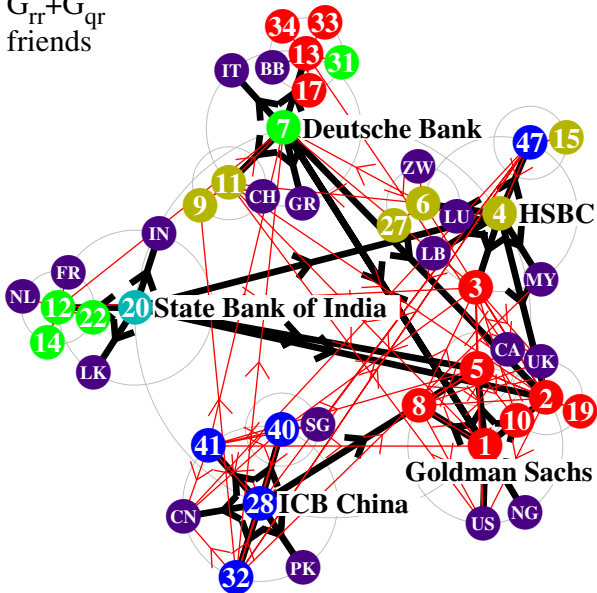 G_rr+G_qr
friends
34 33
13
IT BB 31
17
7 Deutsche Bank
47 15
ZW
11 CH GR 6 LU 4 HSBC
9 27
IN LB
FR MY
NL 12 22 20 State Bank of India 3
14 CA UK
LK 5
8 2 19
10
40 SG
41 1
Goldman Sachs
28 ICB China
CN US NG
PK
32